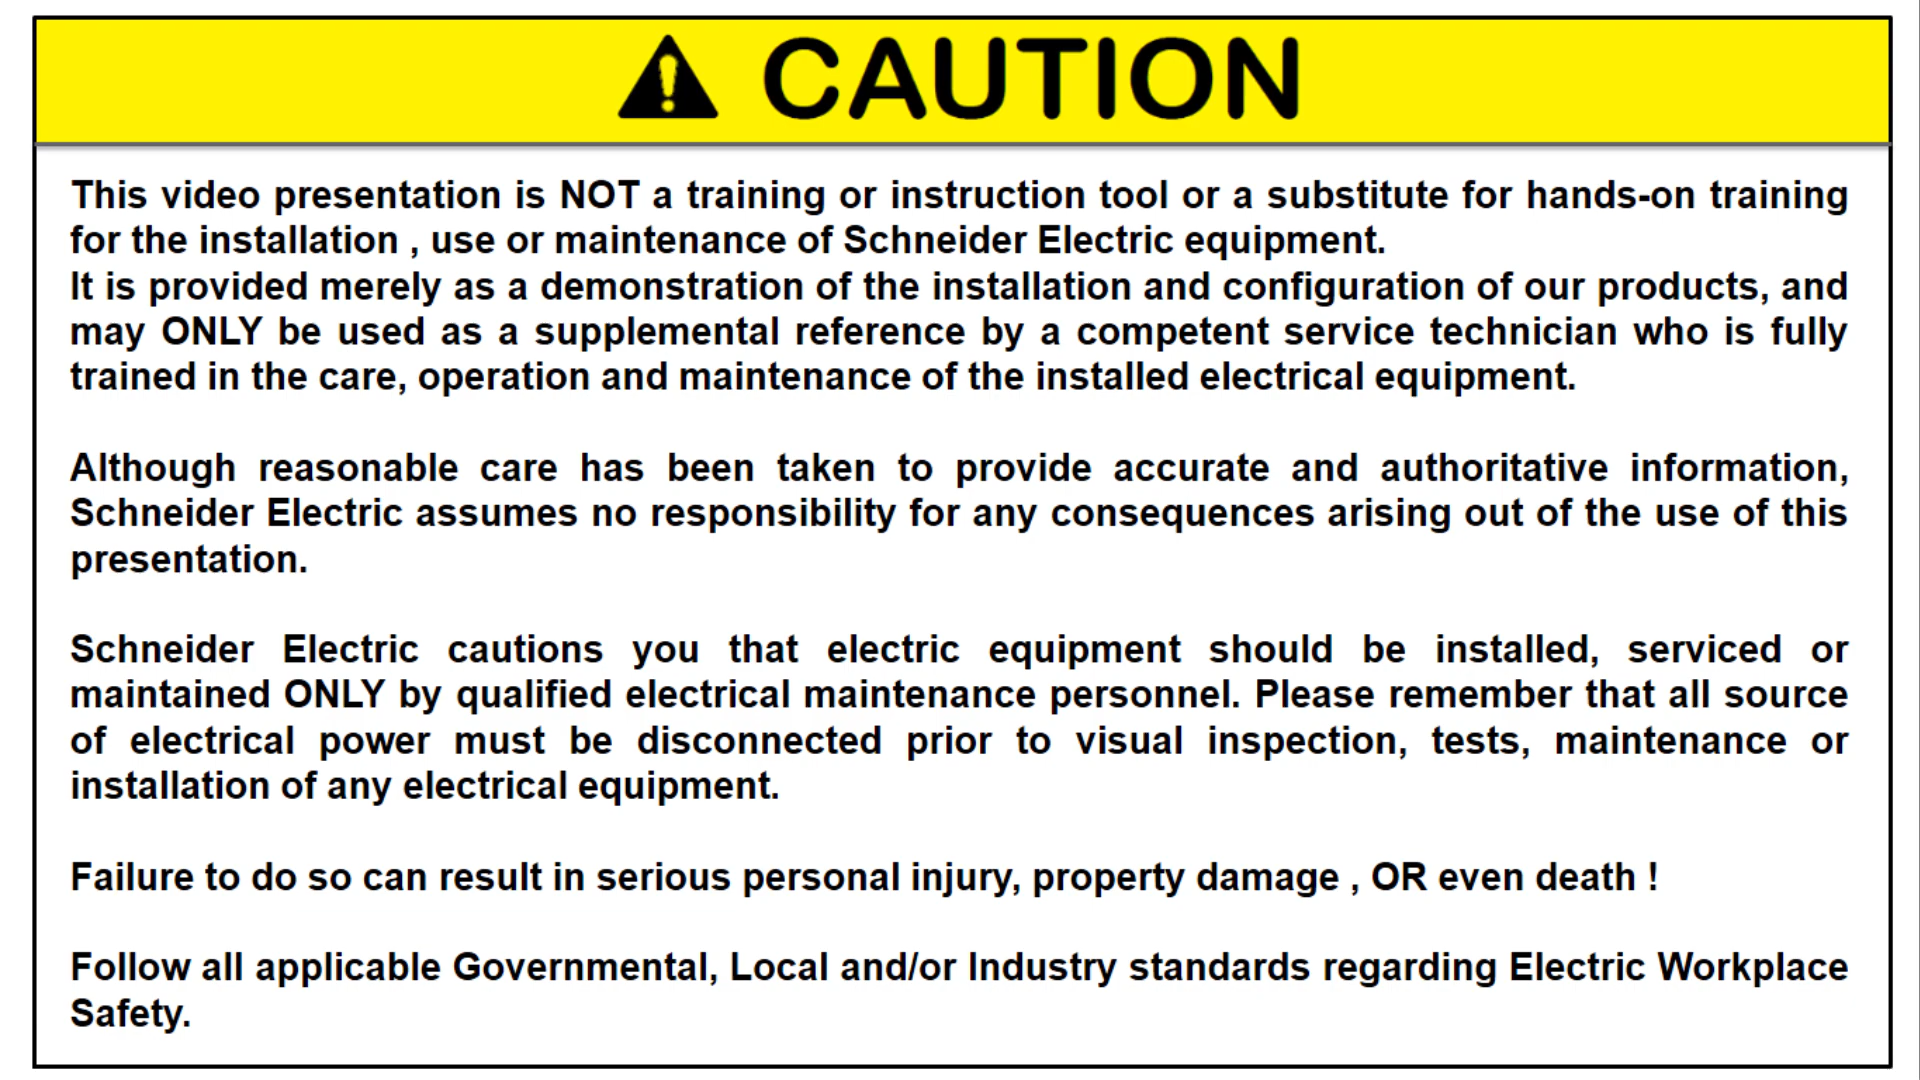 CAUTION
This video presentation is NOT a training or instruction tool or a substitute for hands-on training
for the installation , use or maintenance of Schneider Electric equipment.
It is provided merely as a demonstration of the installation and configuration of our products, and
may ONLY be used as a supplemental reference by a competent service technician who is fully
trained in the care, operation and maintenance of the installed electrical equipment.
Although reasonable care has been taken to provide accurate and authoritative information,
Schneider Electric assumes no responsibility for any consequences arising out of the use of this
presentation.
Schneider Electric cautions you that electric equipment should be installed, serviced or
maintained ONLY by qualified electrical maintenance personnel. Please remember that all source
of electrical power must be disconnected prior to visual inspection, tests, maintenance or
installation of any electrical equipment.
Failure to do so can result in serious personal injury, property damage , OR even death !
Follow all applicable Governmental, Local and/or Industry standards regarding Electric Workplace
Safety.